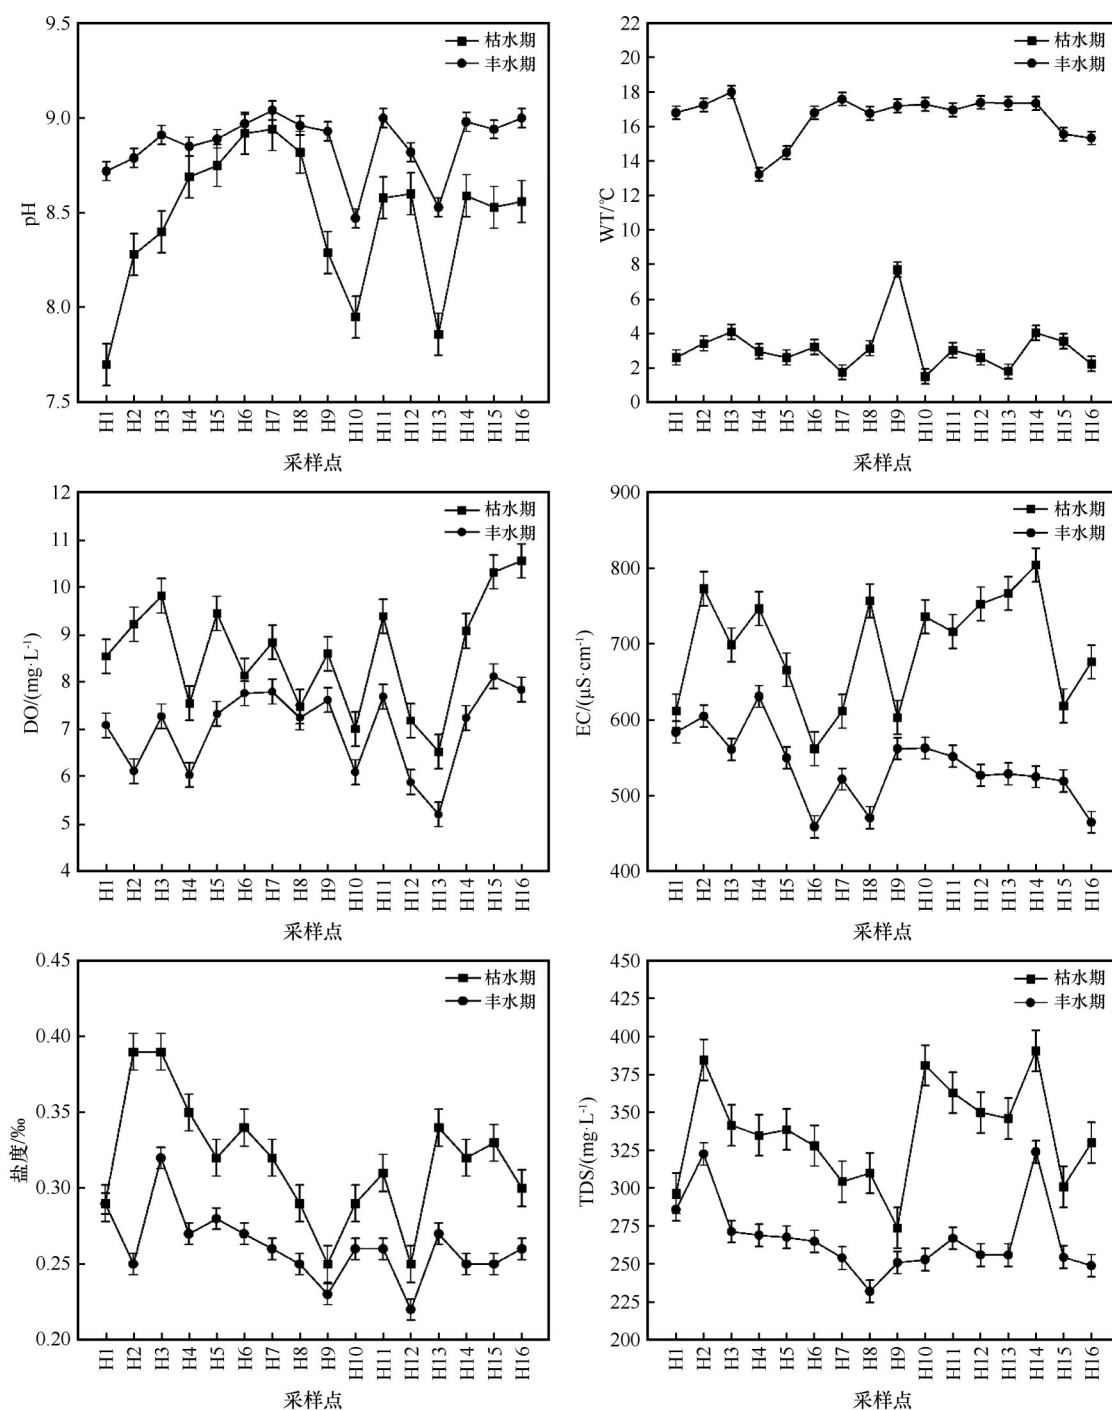 枯水期
丰水期
9.5
9.0
8.5
8.0
7.5
pH
H1 H2 H3 H4 H5 H6 H7 H8 H9 H10 H11 H12 H13 H14 H15 H16
采样点
枯水期
丰水期
22
20
18
16
14
12
10
8
6
4
2
0
WT/℃
H1 H2 H3 H4 H5 H6 H7 H8 H9 H10 H11 H12 H13 H14 H15 H16
采样点
枯水期
丰水期
12
11
10
9
8
7
6
5
4
DO/(mg·L⁻¹)
H1 H2 H3 H4 H5 H6 H7 H8 H9 H10 H11 H12 H13 H14 H15 H16
采样点
枯水期
丰水期
900
800
700
600
500
400
EC/(μS·cm⁻¹)
H1 H2 H3 H4 H5 H6 H7 H8 H9 H10 H11 H12 H13 H14 H15 H16
采样点
枯水期
丰水期
0.45
0.40
0.35
0.30
0.25
0.20
盐度/‰
H1 H2 H3 H4 H5 H6 H7 H8 H9 H10 H11 H12 H13 H14 H15 H16
采样点
枯水期
丰水期
450
425
400
375
350
325
300
275
250
225
200
TDS/(mg·L⁻¹)
H1 H2 H3 H4 H5 H6 H7 H8 H9 H10 H11 H12 H13 H14 H15 H16
采样点